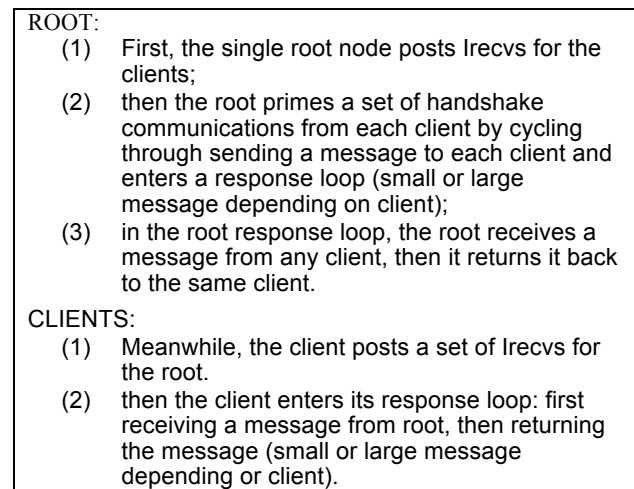 ROOT:
(1) First, the single root node posts Irecvs for the
clients;
(2) then the root primes a set of handshake
communications from each client by cycling
through sending a message to each client and
enters a response loop (small or large
message depending on client);
(3) in the root response loop, the root receives a
message from any client, then it returns it back
to the same client.
CLIENTS:
(1) Meanwhile, the client posts a set of Irecvs for
the root.
(2) then the client enters its response loop: first
receiving a message from root, then returning
the message (small or large message
depending or client).